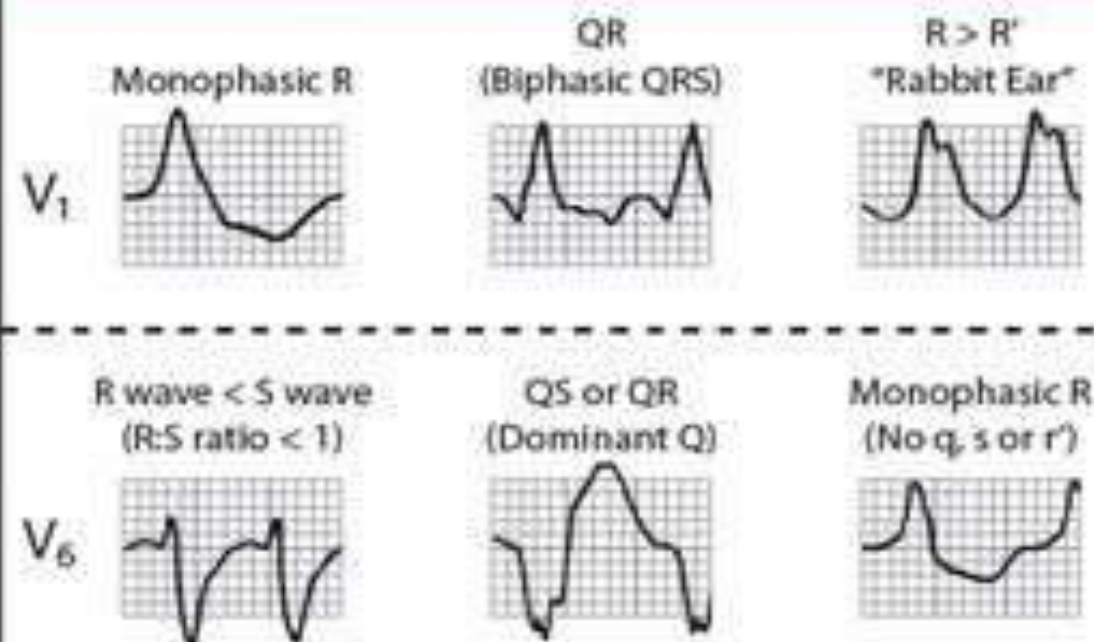 Monophasic R
QR
(Biphasic QRS)
R > R'
"Rabbit Ear"
V₁
R wave < S wave
(R:S ratio < 1)
QS or QR
(Dominant Q)
Monophasic R
(No q, s or r')
V₆